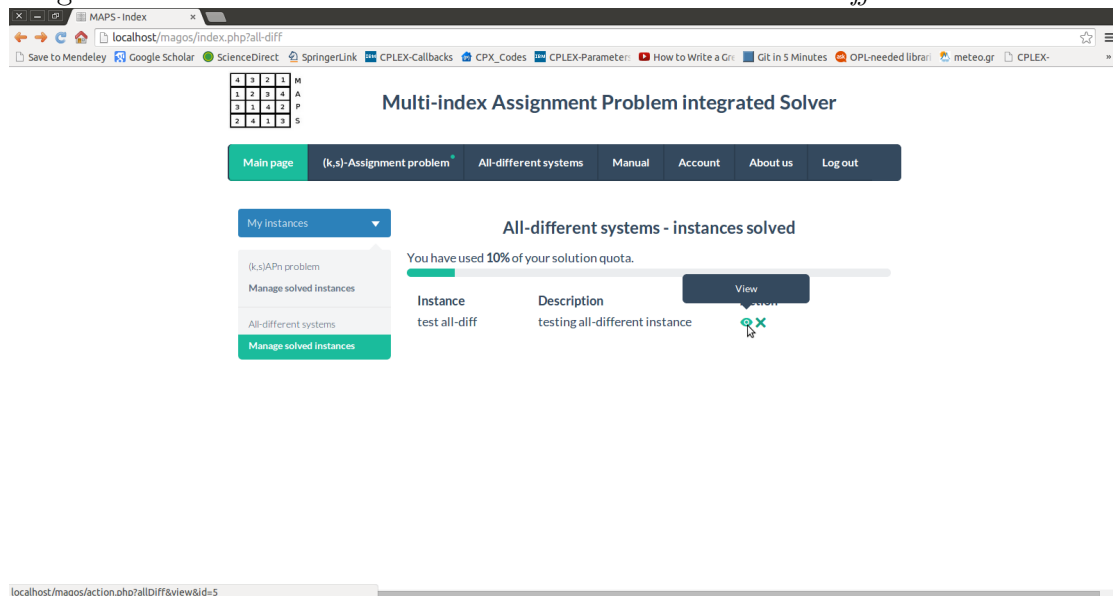 MAPS - Index
localhost/magos/index.php?all-diff
Save to Mendeley Google Scholar ScienceDirect SpringerLink CPLEX-Callbacks CPX_Codes CPLEX-Parameter: How to Write a Gre Git in 5 Minutes OPL-needed librari meteo.gr CPLEX- »
4 3 2 1 M
1 2 3 4 A
3 1 4 2 P
2 4 1 3 S
Multi-index Assignment Problem integrated Solver
Main page (k,s)-Assignment problem All-different systems Manual Account About us Log out
My instances
All-different systems - instances solved
You have used 10% of your solution quota.
(k,s)APn problem
Manage solved instances
View
Instance Description
All-different systems
test all-diff testing all-different instance
Manage solved instances
localhost/magos/action.php?allDiff&view&id=5